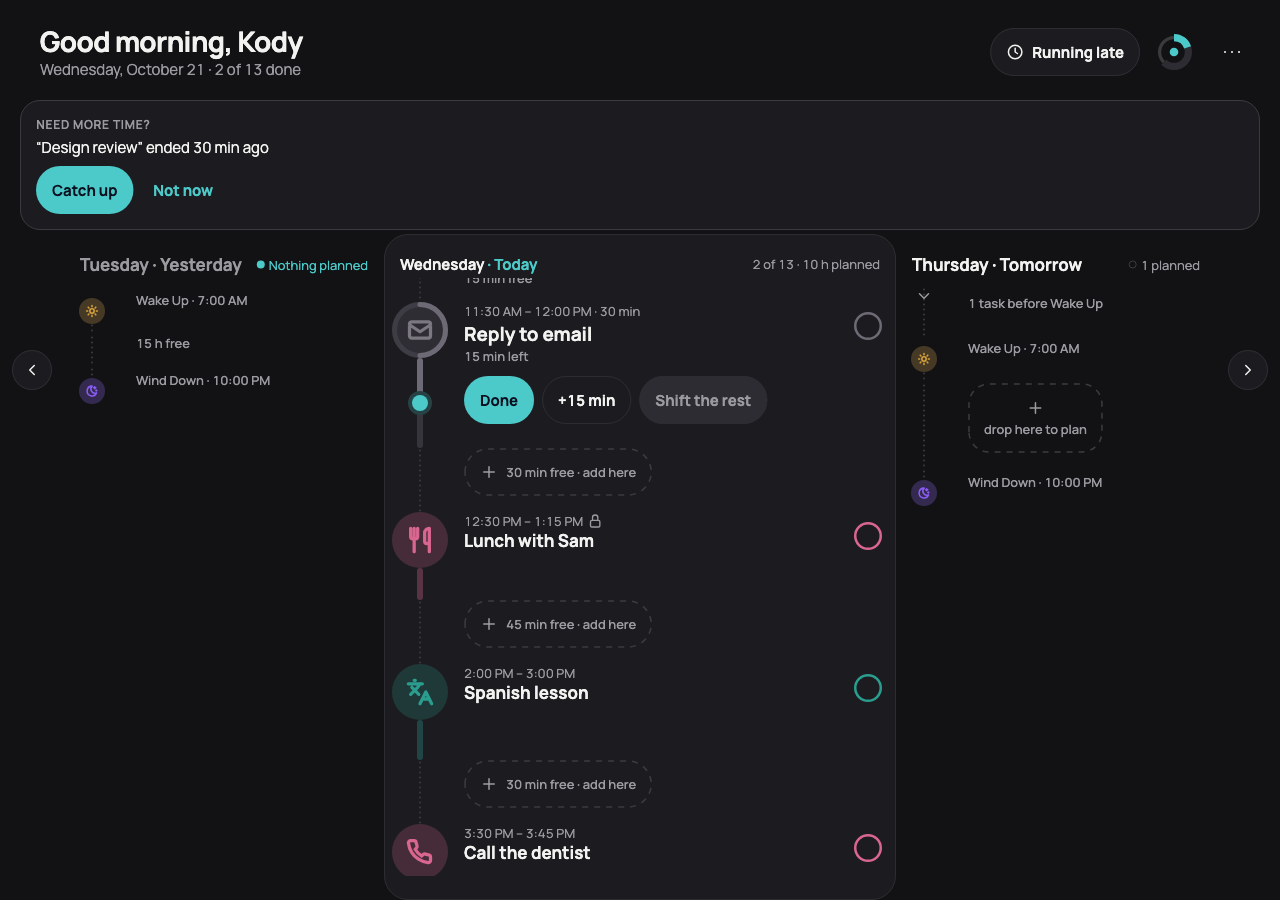 Good morning, Kody
Wednesday, October 21 · 2 of 13 done
Running late
NEED MORE TIME?
“Design review” ended 30 min ago
Catch up
Not now
Tuesday · Yesterday
Nothing planned
Wake Up · 7:00 AM
15 h free
Wind Down · 10:00 PM
Wednesday · Today
2 of 13 · 10 h planned
15 min free
11:30 AM – 12:00 PM · 30 min
Reply to email
15 min left
Done
+15 min
Shift the rest
30 min free · add here
12:30 PM – 1:15 PM
Lunch with Sam
45 min free · add here
2:00 PM – 3:00 PM
Spanish lesson
30 min free · add here
3:30 PM – 3:45 PM
Call the dentist
Thursday · Tomorrow
1 planned
1 task before Wake Up
Wake Up · 7:00 AM
drop here to plan
Wind Down · 10:00 PM